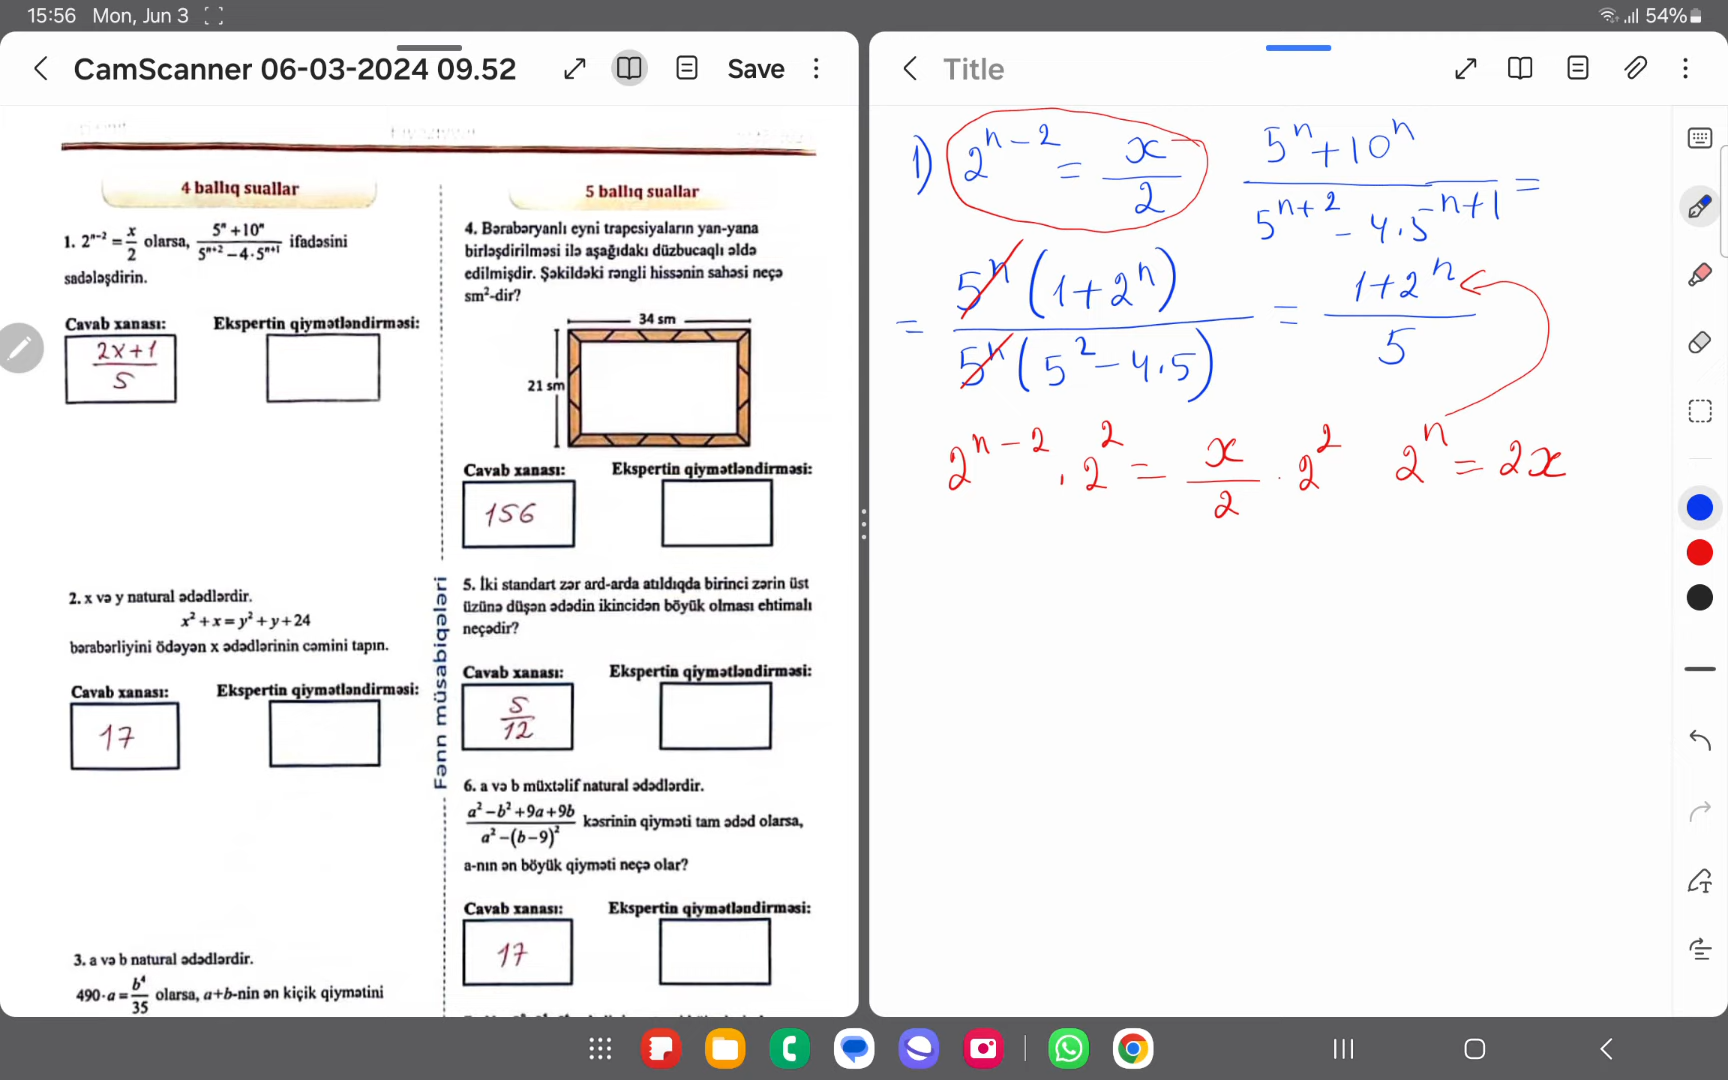 15:56 Mon, Jun 3
54%
CamScanner 06-03-2024 09.52
Save
4 ballıq suallar
1. 2ⁿ⁻² = x/2 olarsa, (5ⁿ+10ⁿ)/(5ⁿ⁺²−4·5ⁿ⁺¹) ifadəsini
sadələşdirin.
Cavab xanası: Ekspertin qiymətləndirməsi:
(2x+1)/5
2. x və y natural ədədlərdir.
x²+x=y²+y+24
bərabərliyini ödəyən x ədədlərinin cəmini tapın.
Cavab xanası: Ekspertin qiymətləndirməsi:
17
3. a və b natural ədədlərdir.
490·a=b⁴/35 olarsa, a+b-nin ən kiçik qiymətini
Fənn müsabiqələri
5 ballıq suallar
4. Bərabəryanlı eyni trapesiyaların yan-yana
birləşdirilməsi ilə aşağıdakı düzbucaqlı əldə
edilmişdir. Şəkildəki rəngli hissənin sahəsi neçə
sm²-dir?
34 sm
21 sm
Cavab xanası: Ekspertin qiymətləndirməsi:
156
5. İki standart zər ard-arda atıldıqda birinci zərin üst
üzünə düşən ədədin ikincidən böyük olması ehtimalı
neçədir?
Cavab xanası: Ekspertin qiymətləndirməsi:
5/12
6. a və b müxtəlif natural ədədlərdir.
(a²−b²+9a+9b)/(a²−(b−9)²) kəsrinin qiyməti tam ədəd olarsa,
a-nın ən böyük qiyməti neçə olar?
Cavab xanası: Ekspertin qiymətləndirməsi:
17
Title
1) 2ⁿ⁻² = x/2 (5ⁿ+10ⁿ)/(5ⁿ⁺²−4·5ⁿ⁺¹) =
= 5ⁿ(1+2ⁿ)/5ⁿ(5²−4·5) = (1+2ⁿ)/5
2ⁿ⁻²·2² = x/2·2² 2ⁿ = 2x